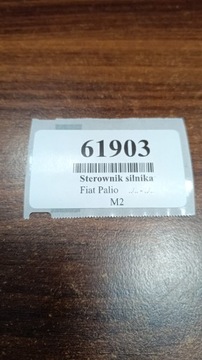 61903
Sterownik silnika
Fiat Palio
M2